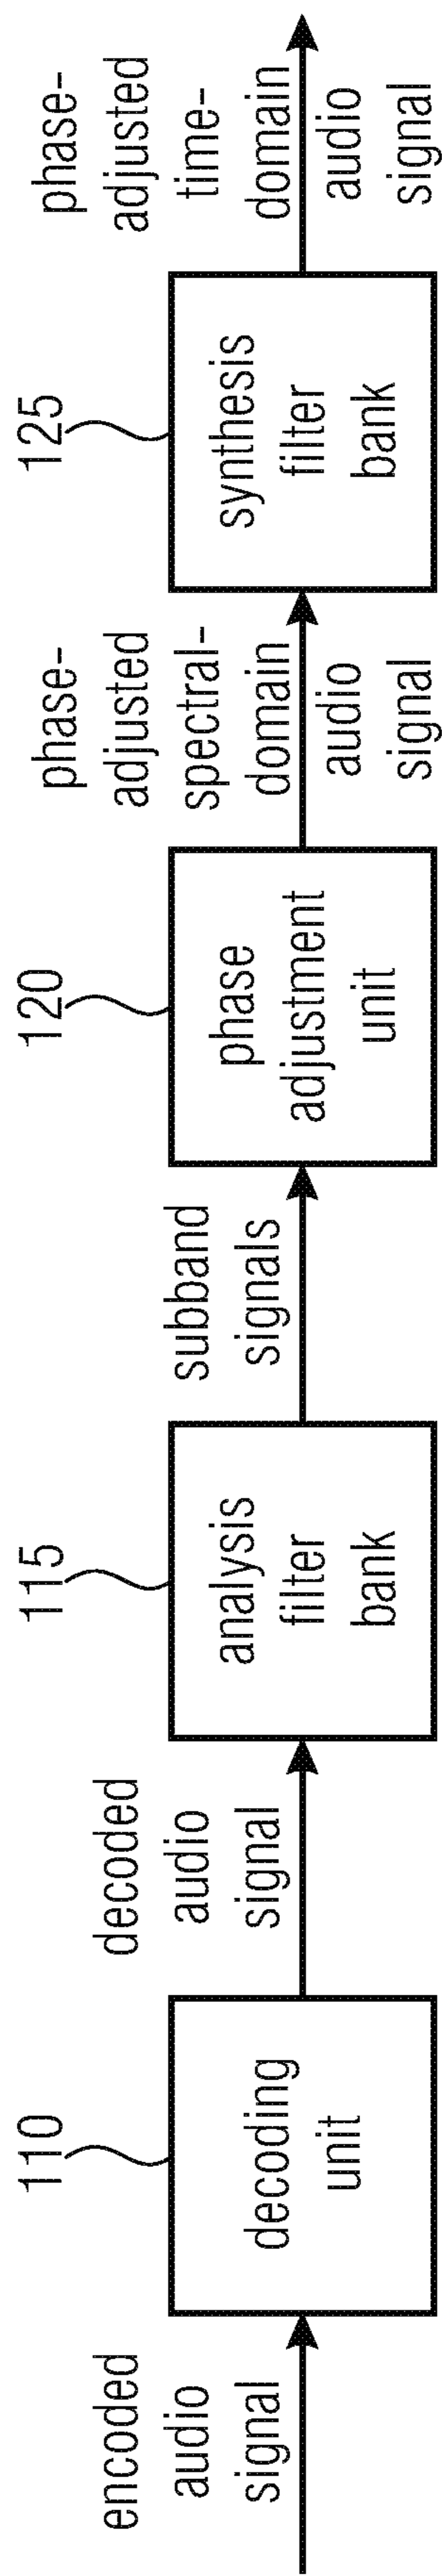 encoded
audio
signal
110
decoding
unit
decoded
audio
signal
115
analysis
filter
bank
subband
signals
120
phase
adjustment
unit
phase-
adjusted
spectral-
domain
audio
signal
125
synthesis
filter
bank
phase-
adjusted
time-
domain
audio
signal